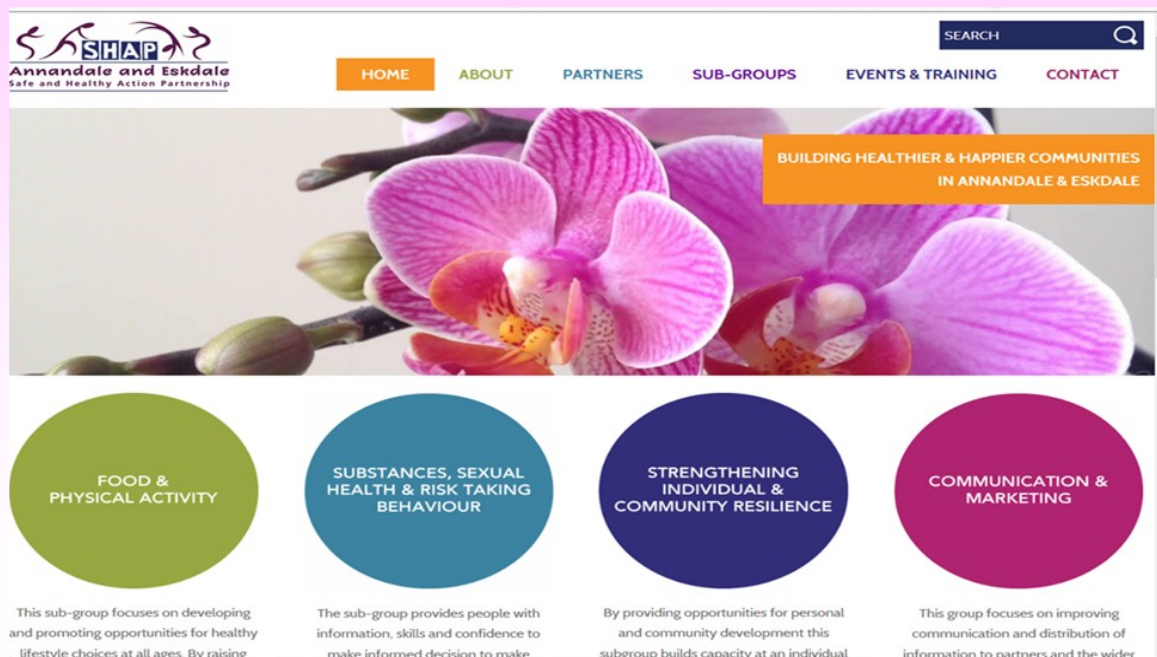 SHAP
Annandale and Eskdale
Safe and Healthy Action Partnership
SEARCH
HOME
ABOUT
PARTNERS
SUB-GROUPS
EVENTS & TRAINING
CONTACT
BUILDING HEALTHIER & HAPPIER COMMUNITIES
IN ANNANDALE & ESKDALE
FOOD &
PHYSICAL ACTIVITY
SUBSTANCES, SEXUAL
HEALTH & RISK TAKING
BEHAVIOUR
STRENGTHENING
INDIVIDUAL &
COMMUNITY RESILIENCE
COMMUNICATION &
MARKETING
This sub-group focuses on developing
and promoting opportunities for healthy
lifestyle choices at all ages. By raising
The sub-group provides people with
information, skills and confidence to
make informed decision to make
By providing opportunities for personal
and community development this
subgroup builds capacity at an individual
This group focuses on improving
communication and distribution of
information to partners and the wider